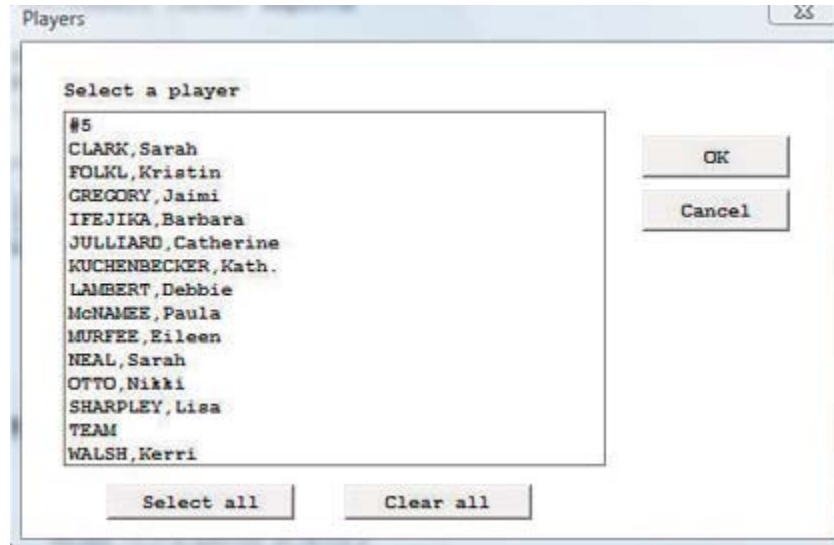 Players
Select a player
#5
CLARK,Sarah
FOLKL,Kristin
GREGORY,Jaimi
IFEJIKA,Barbara
JULLIARD,Catherine
KUCHENBECKER,Kath.
LAMBERT,Debbie
McNAMEE,Paula
MURFEE,Eileen
NEAL,Sarah
OTTO,Nikki
SHARPLEY,Lisa
TEAM
WALSH,Kerri
OK
Cancel
Select all
Clear all